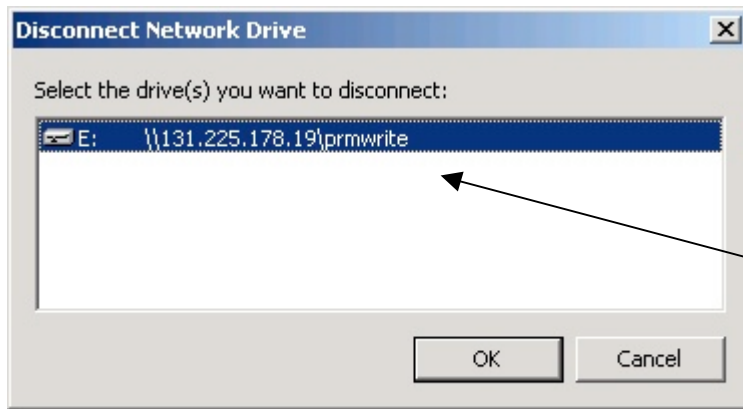 Disconnect Network Drive
Select the drive(s) you want to disconnect:
E: \\131.225.178.19\prmwrite
OK Cancel